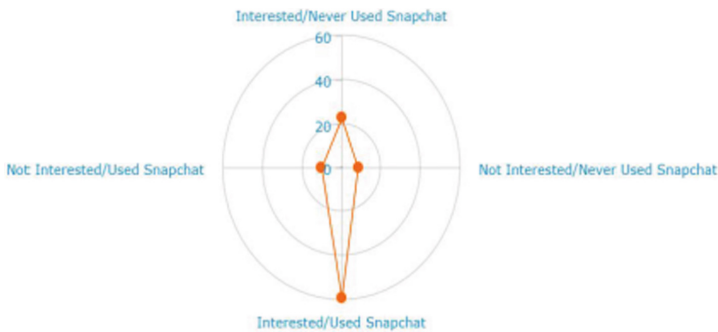 Interested/Never Used Snapchat
60
40
20
Not Interested/Used Snapchat
0
Not Interested/Never Used Snapchat
Interested/Used Snapchat